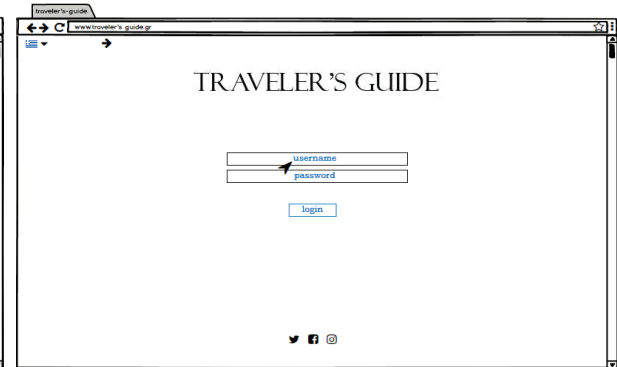 traveler's-guide
www.traveler's guide.gr
TRAVELER'S GUIDE
username
password
login